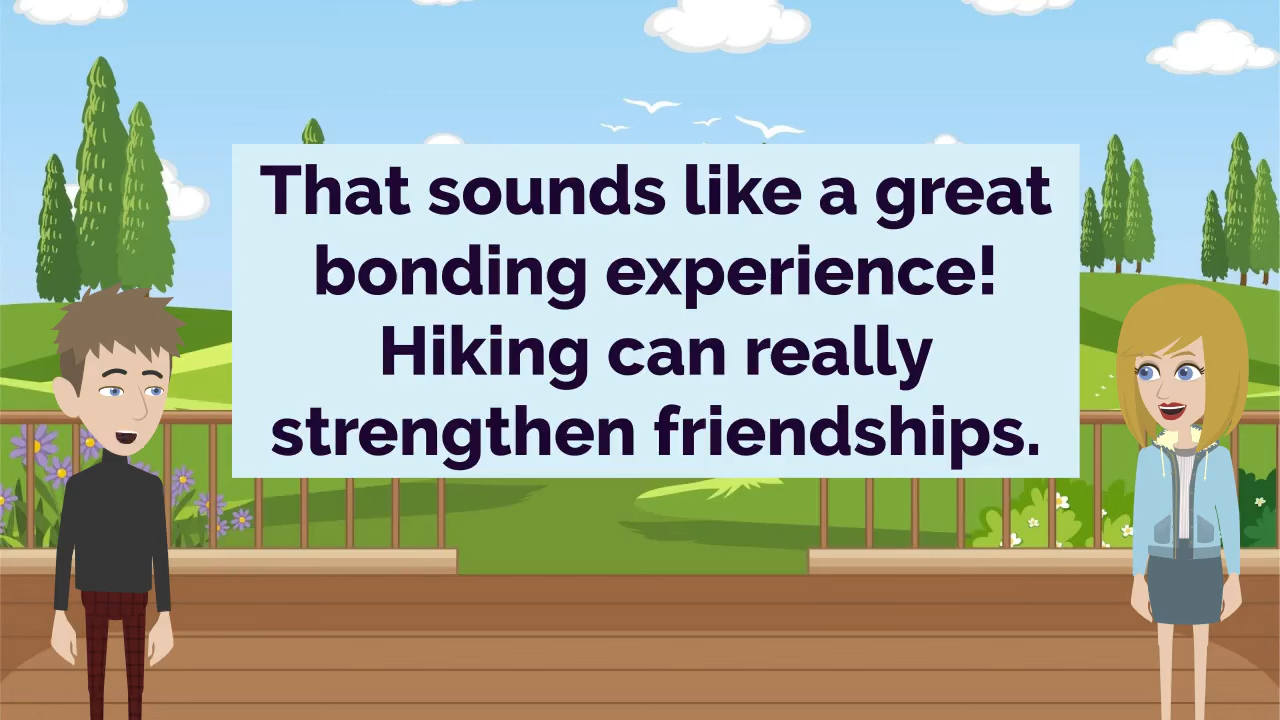 That sounds like a great
bonding experience!
Hiking can really
strengthen friendships.